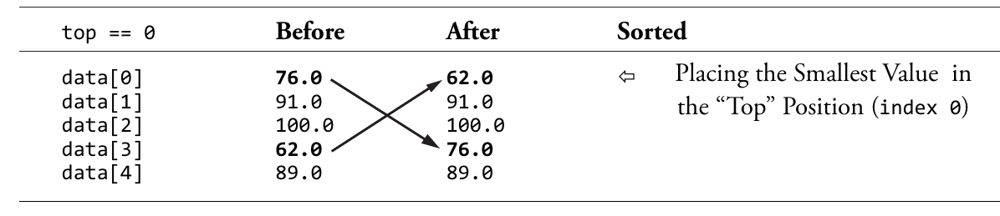 top == 0 Before After Sorted
data[0] 76.0 62.0 ⇦ Placing the Smallest Value in
data[1] 91.0 91.0 the “Top” Position (index 0)
data[2] 100.0 100.0
data[3] 62.0 76.0
data[4] 89.0 89.0